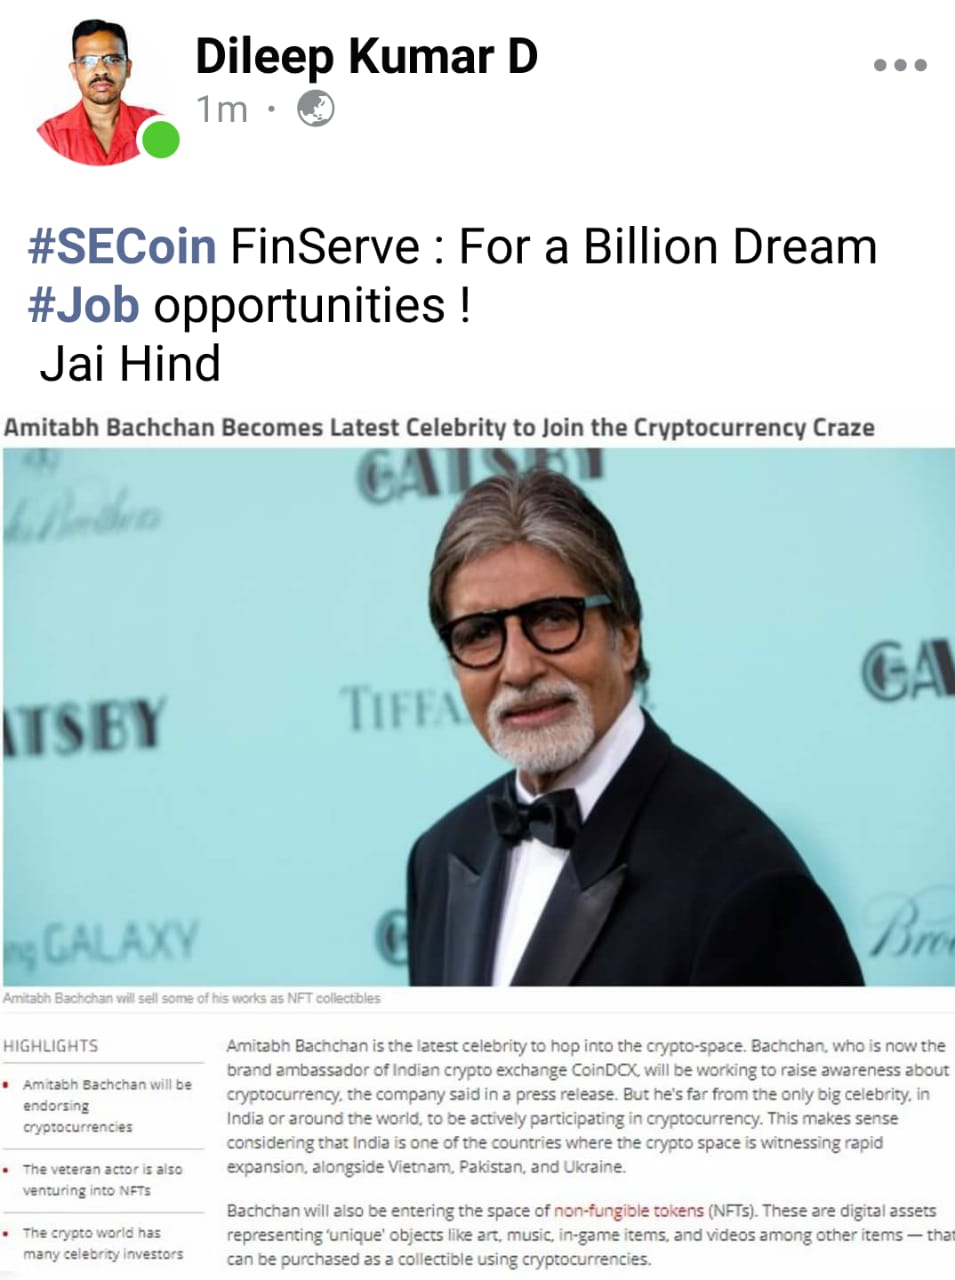 Dileep Kumar D
1m ·
#SECoin FinServe : For a Billion Dream
#Job opportunities !
Jai Hind
Amitabh Bachchan Becomes Latest Celebrity to Join the Cryptocurrency Craze
GATSBY
TSBY
TIFFA
GA
GALAXY
Bro
Amitabh Bachchan will sell some of his works as NFT collectibles
HIGHLIGHTS
Amitabh Bachchan will be
endorsing
cryptocurrencies
The veteran actor is also
venturing into NFTs
The crypto world has
many celebrity investors
Amitabh Bachchan is the latest celebrity to hop into the crypto-space. Bachchan, who is now the
brand ambassador of Indian crypto exchange CoinDCX, will be working to raise awareness about
cryptocurrency, the company said in a press release. But he's far from the only big celebrity, in
India or around the world, to be actively participating in cryptocurrency. This makes sense
considering that India is one of the countries where the crypto space is witnessing rapid
expansion, alongside Vietnam, Pakistan, and Ukraine.
Bachchan will also be entering the space of non-fungible tokens (NFTs). These are digital assets
representing 'unique' objects like art, music, in-game items, and videos among other items — that
can be purchased as a collectible using cryptocurrencies.